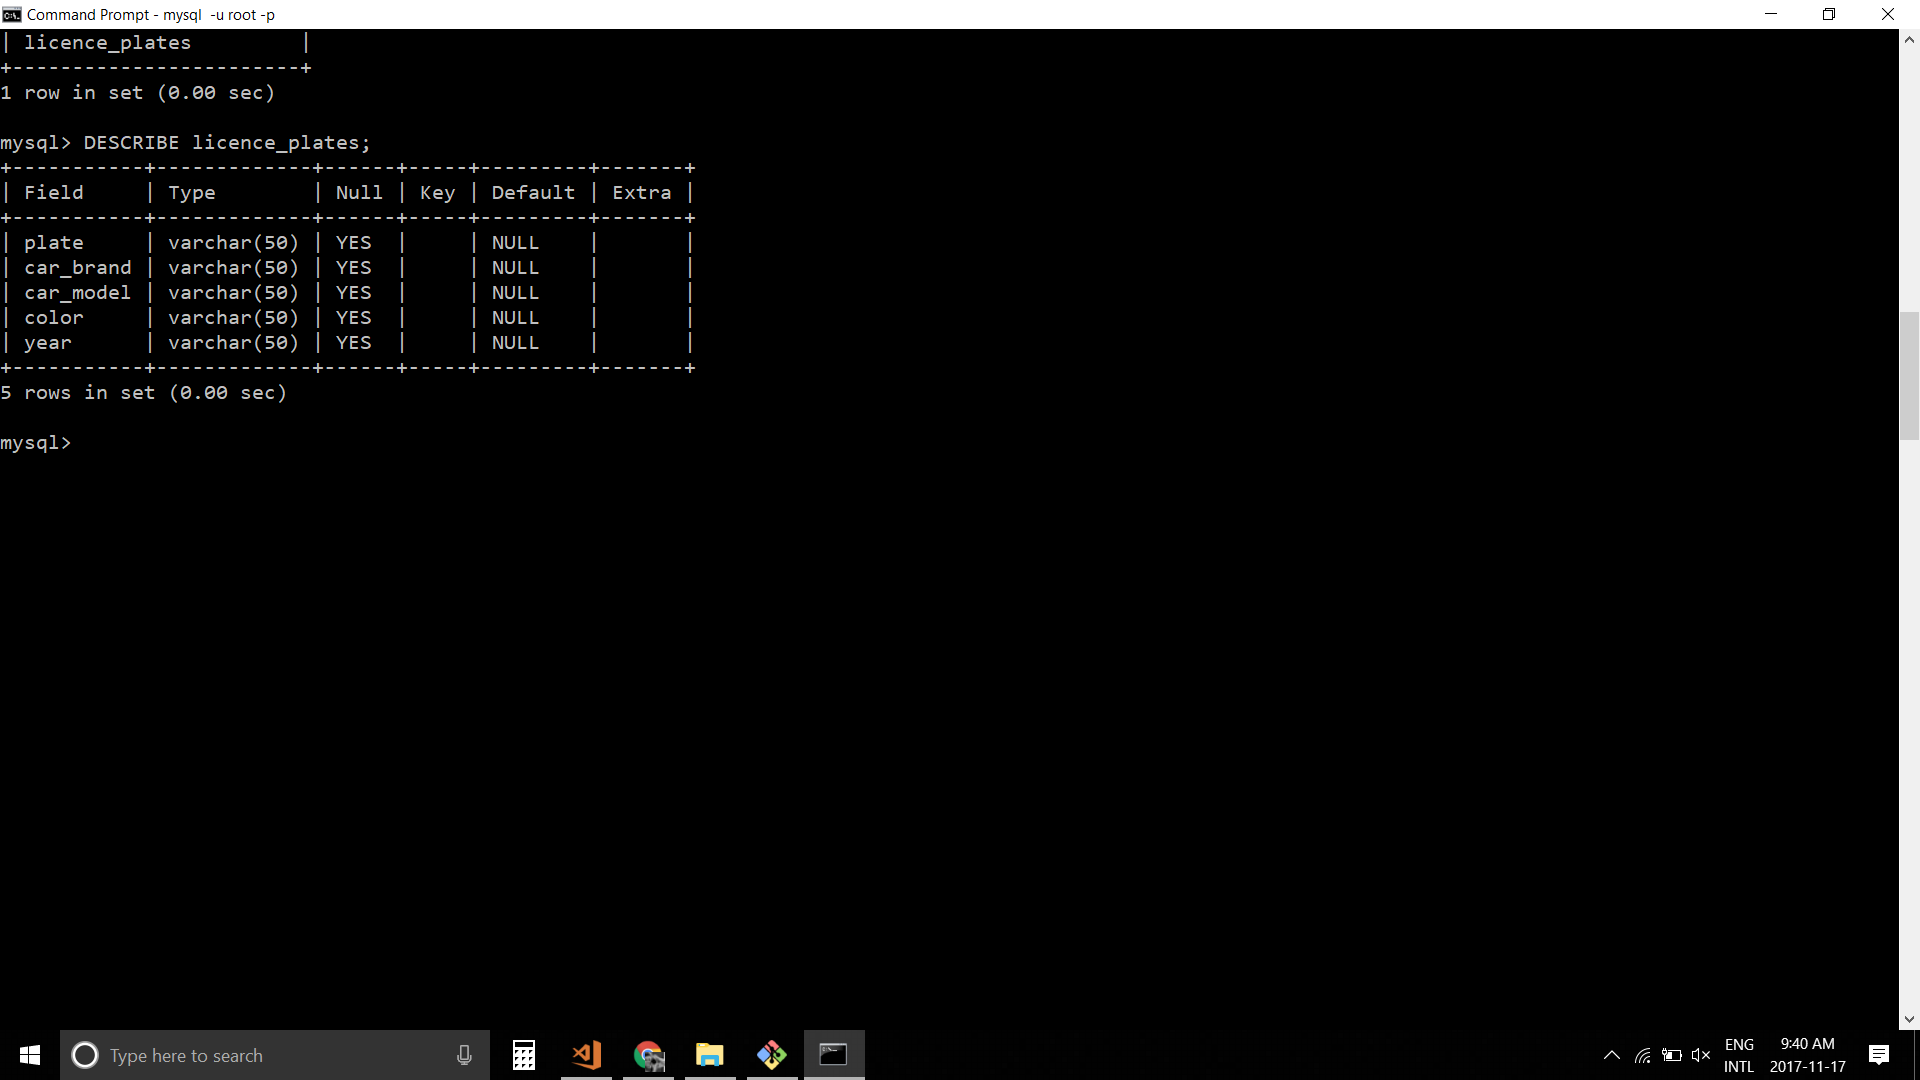 Command Prompt - mysql  -u root -p
| licence_plates         |
+------------------------+
1 row in set (0.00 sec)
mysql> DESCRIBE licence_plates;
+-----------+-------------+------+-----+---------+-------+
| Field     | Type        | Null | Key | Default | Extra |
+-----------+-------------+------+-----+---------+-------+
| plate     | varchar(50) | YES  |     | NULL    |       |
| car_brand | varchar(50) | YES  |     | NULL    |       |
| car_model | varchar(50) | YES  |     | NULL    |       |
| color     | varchar(50) | YES  |     | NULL    |       |
| year      | varchar(50) | YES  |     | NULL    |       |
+-----------+-------------+------+-----+---------+-------+
5 rows in set (0.00 sec)
mysql>
Type here to search
ENG
INTL
9:40 AM
2017-11-17